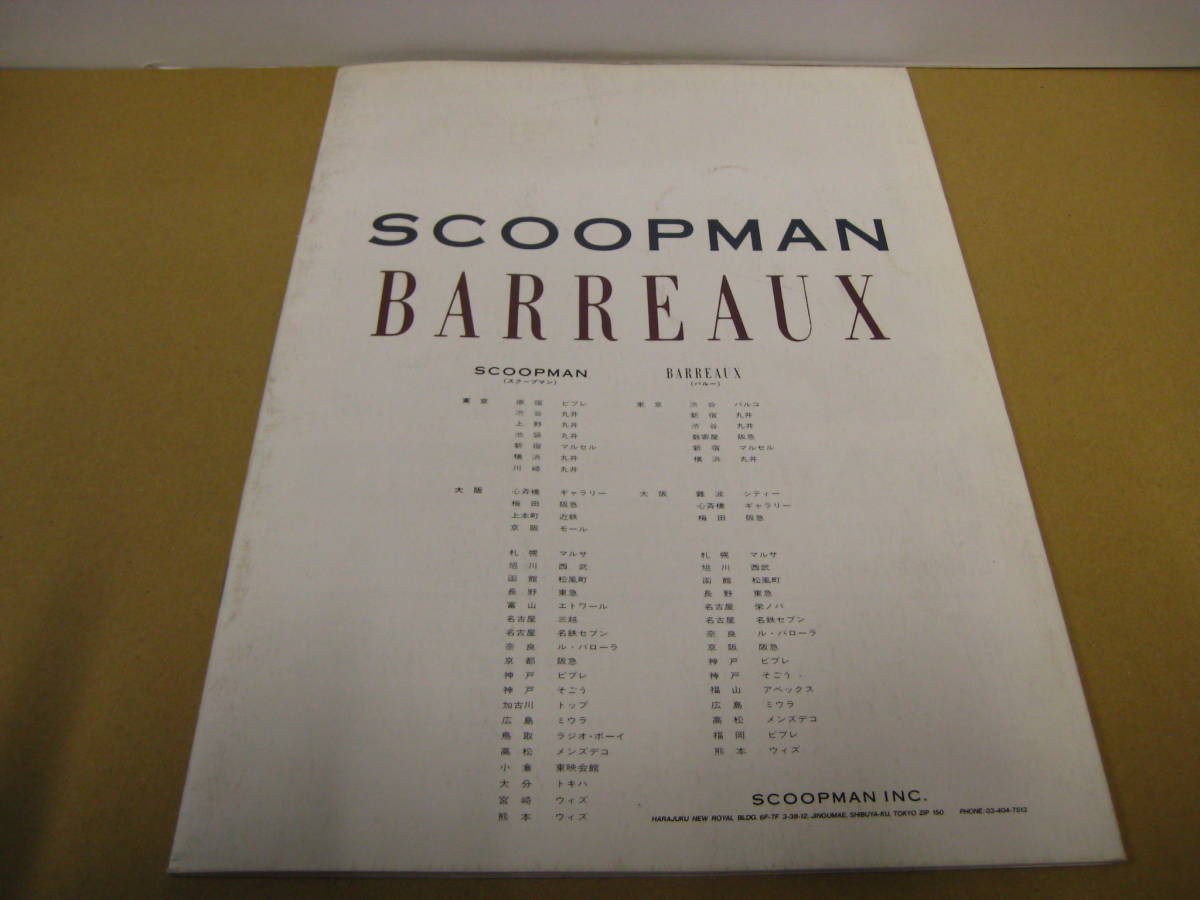 SCOOPMAN
BARREAUX
SCOOPMAN
(スクープマン)
東京 原宿 ビブレ
渋谷 丸井
上野 丸井
池袋 丸井
新宿 マルセル
横浜 丸井
川崎 丸井
大阪 心斉橋 ギャラリー
梅田 阪急
上本町 近鉄
京阪 モール
札幌 マルサ
旭川 西武
函館 松風町
長野 東急
富山 エトワール
名古屋 三越
名古屋 名鉄セブン
奈良 ル・パローラ
京都 阪急
神戸 ビブレ
神戸 そごう
加古川 トップ
広島 ミウラ
鳥取 ラジオ・ボーイ
高松 メンズデコ
小倉 東映会館
大分 トキハ
宮崎 ウィズ
熊本 ウィズ
BARREAUX
(バルー)
東京 渋谷 パルコ
新宿 丸井
渋谷 丸井
数寄屋 阪急
新宿 マルセル
横浜 丸井
大阪 難波 シティー
心斉橋 ギャラリー
梅田 阪急
札幌 マルサ
旭川 西武
函館 松風町
長野 東急
名古屋 栄ノバ
名古屋 名鉄セブン
奈良 ル・パローラ
京阪 阪急
神戸 ビブレ
神戸 そごう
福山 アペックス
広島 ミウラ
高松 メンズデコ
福岡 ビブレ
熊本 ウィズ
SCOOPMAN INC.
HARAJUKU NEW ROYAL BLDG. 6F-7F 3-38-12, JINGUMAE, SHIBUYA-KU, TOKYO ZIP 150 PHONE: 03-404-7513